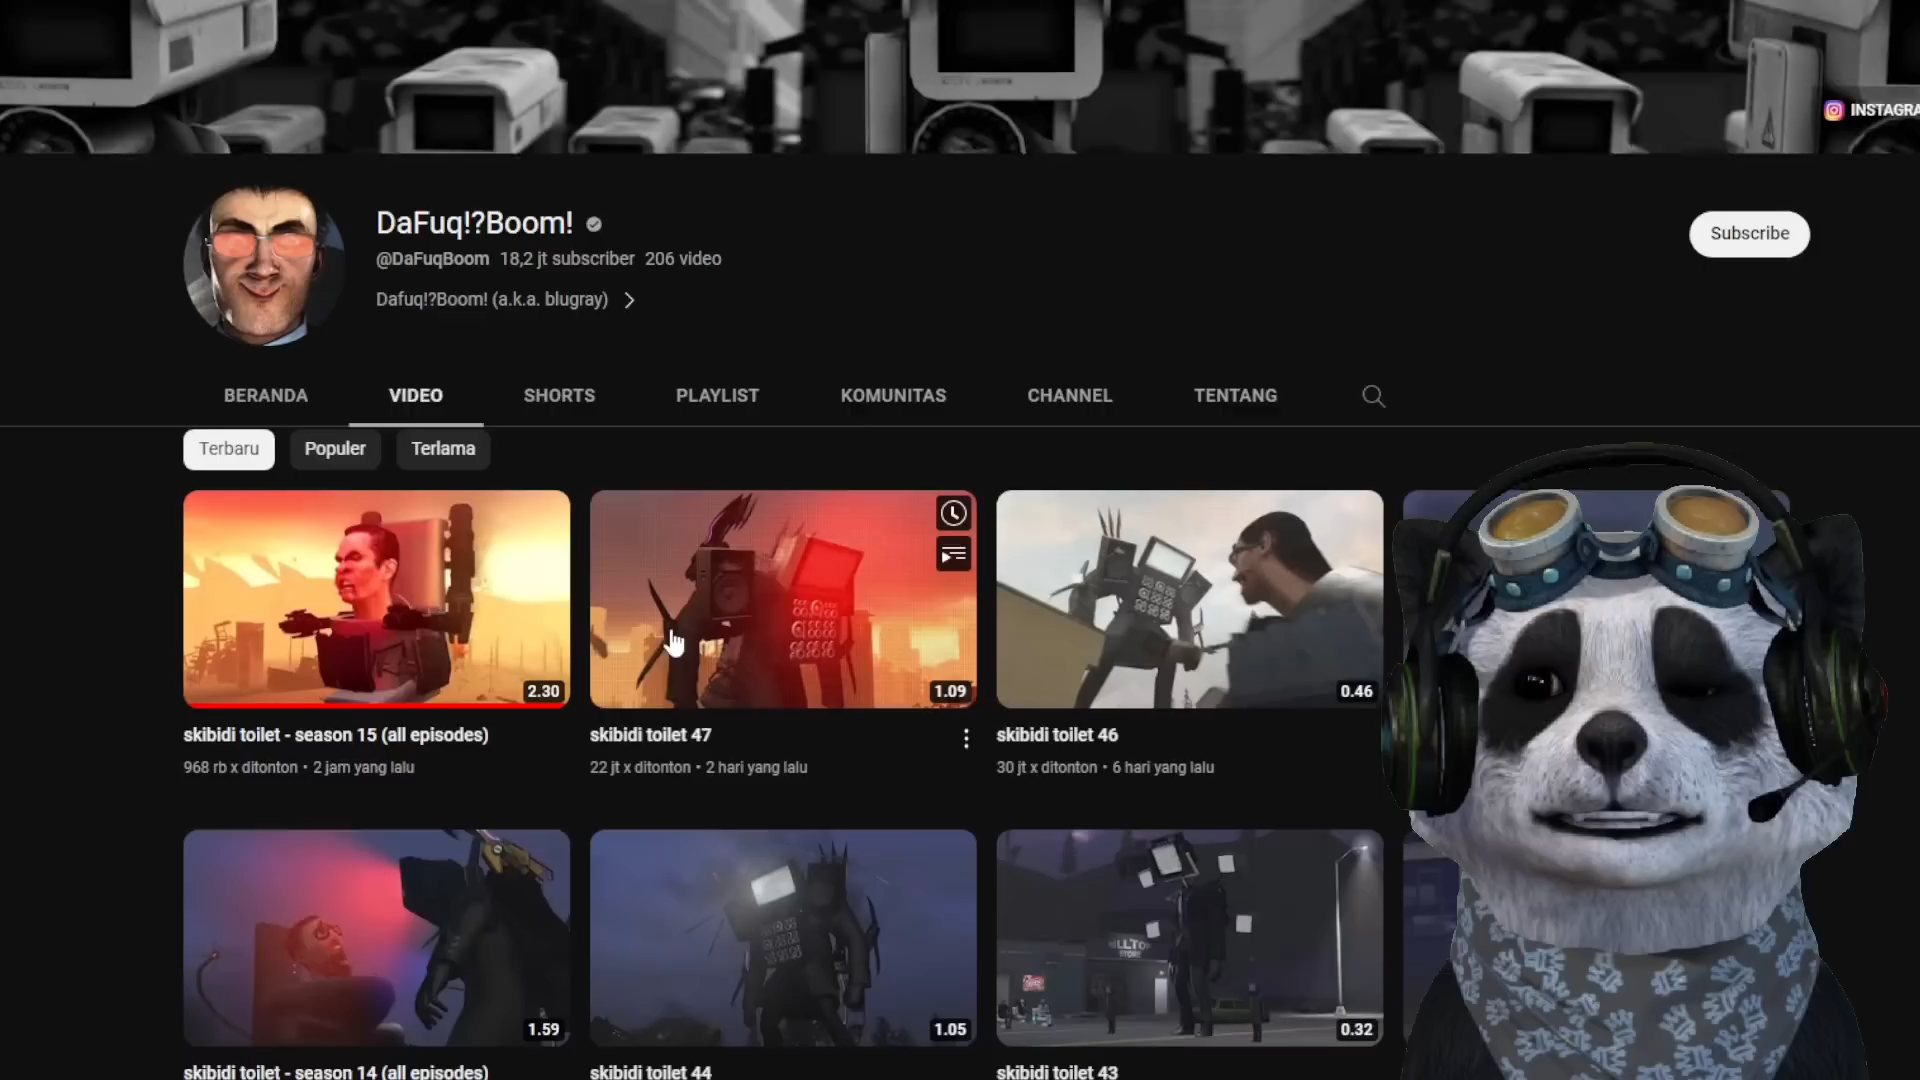 INSTAGRA
DaFuq!?Boom!
@DaFuqBoom 18,2 jt subscriber 206 video
Dafuq!?Boom! (a.k.a. blugray)
Subscribe
BERANDA VIDEO SHORTS PLAYLIST KOMUNITAS CHANNEL TENTANG
Terbaru Populer Terlama
2.30 1.09 0.46
skibidi toilet - season 15 (all episodes) skibidi toilet 47 skibidi toilet 46
968 rb x ditonton • 2 jam yang lalu 22 jt x ditonton • 2 hari yang lalu 30 jt x ditonton • 6 hari yang lalu
STORE
1.59 1.05 0.32
skibidi toilet - season 14 (all episodes) skibidi toilet 44 skibidi toilet 43